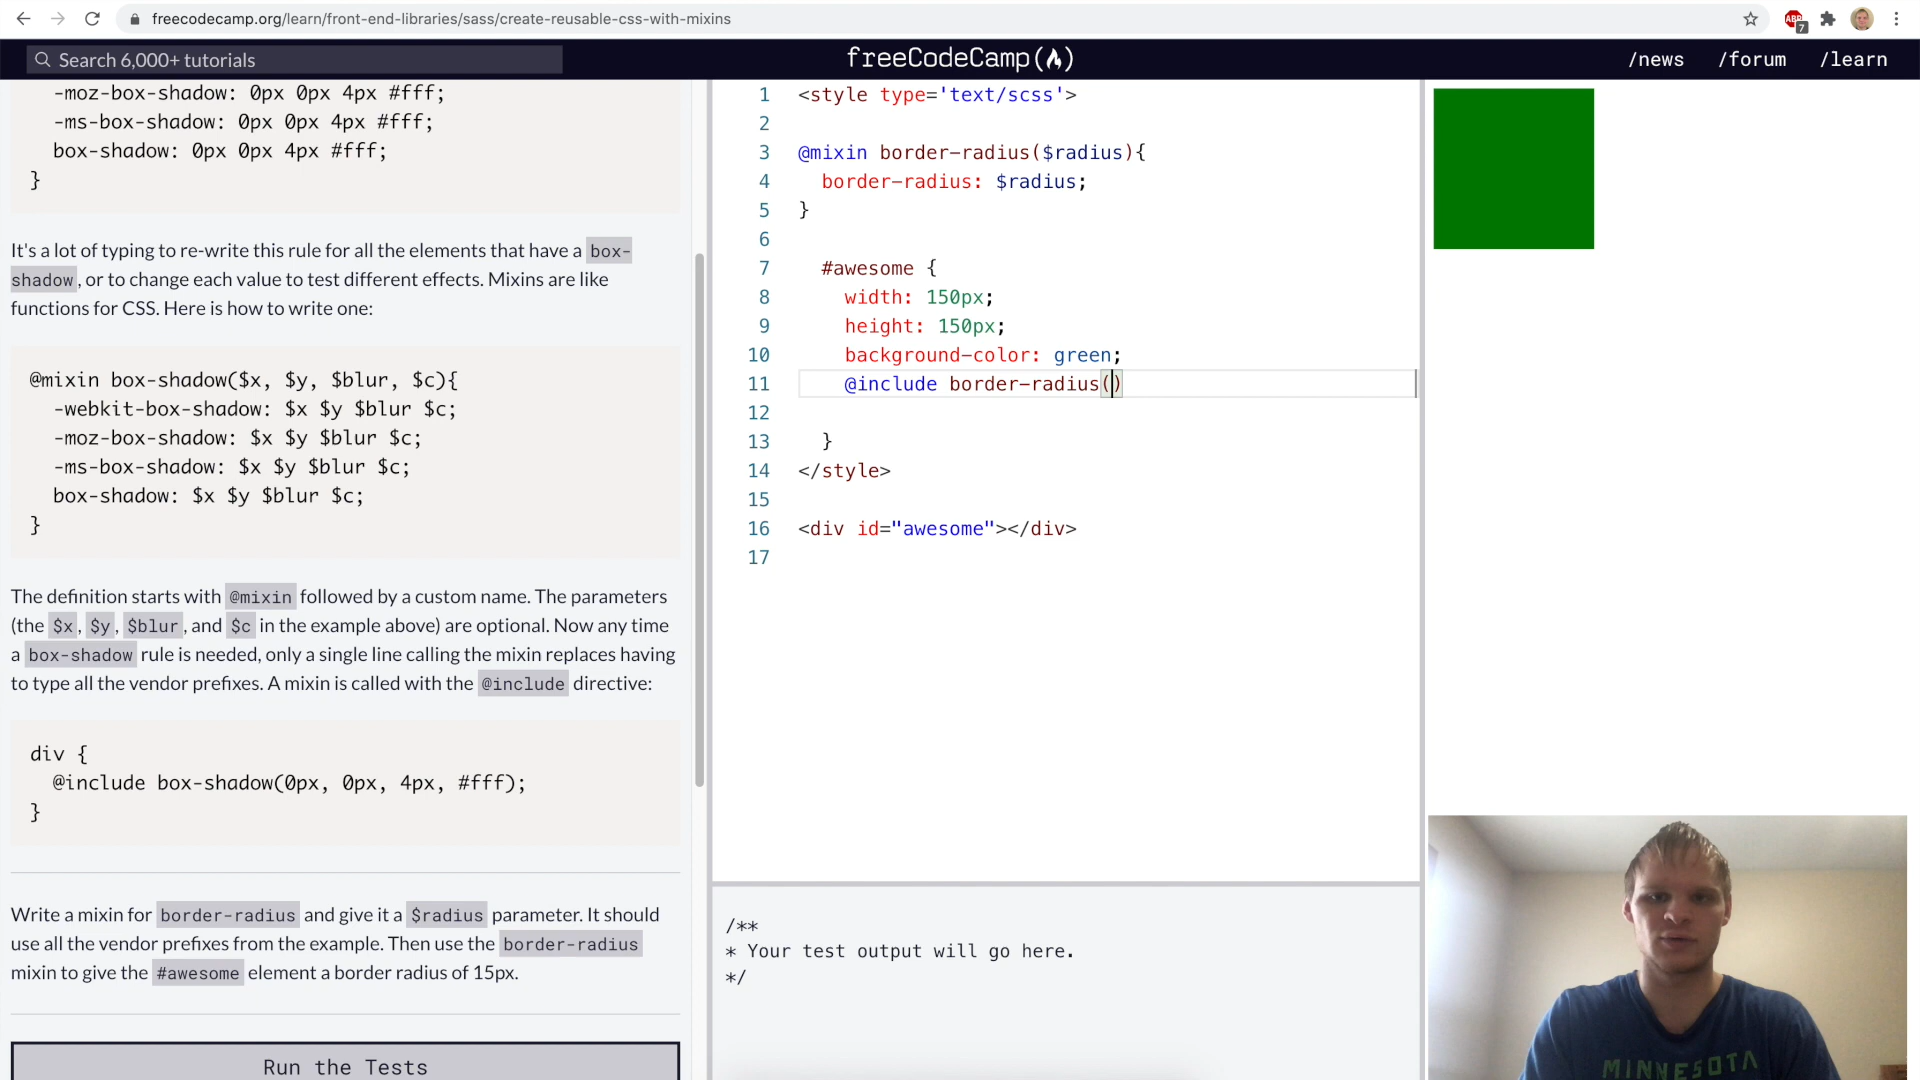 freecodecamp.org/learn/front-end-libraries/sass/create-reusable-css-with-mixins
ABP
7
Search 6,000+ tutorials
freeCodeCamp
/news
/forum
/learn
-moz-box-shadow: 0px 0px 4px #fff;
-ms-box-shadow: 0px 0px 4px #fff;
box-shadow: 0px 0px 4px #fff;
}
It's a lot of typing to re-write this rule for all the elements that have a box-
shadow, or to change each value to test different effects. Mixins are like
functions for CSS. Here is how to write one:
@mixin box-shadow($x, $y, $blur, $c){
-webkit-box-shadow: $x $y $blur $c;
-moz-box-shadow: $x $y $blur $c;
-ms-box-shadow: $x $y $blur $c;
box-shadow: $x $y $blur $c;
}
The definition starts with @mixin followed by a custom name. The parameters
(the $x, $y, $blur, and $c in the example above) are optional. Now any time
a box-shadow rule is needed, only a single line calling the mixin replaces having
to type all the vendor prefixes. A mixin is called with the @include directive:
div {
@include box-shadow(0px, 0px, 4px, #fff);
}
Write a mixin for border-radius and give it a $radius parameter. It should
use all the vendor prefixes from the example. Then use the border-radius
mixin to give the #awesome element a border radius of 15px.
Run the Tests
1 <style type='text/scss'>
2
3 @mixin border-radius($radius){
4 border-radius: $radius;
5 }
6
7 #awesome {
8 width: 150px;
9 height: 150px;
10 background-color: green;
11 @include border-radius()
12
13 }
14 </style>
15
16 <div id="awesome"></div>
17
/**
* Your test output will go here.
*/
MINNESOTA